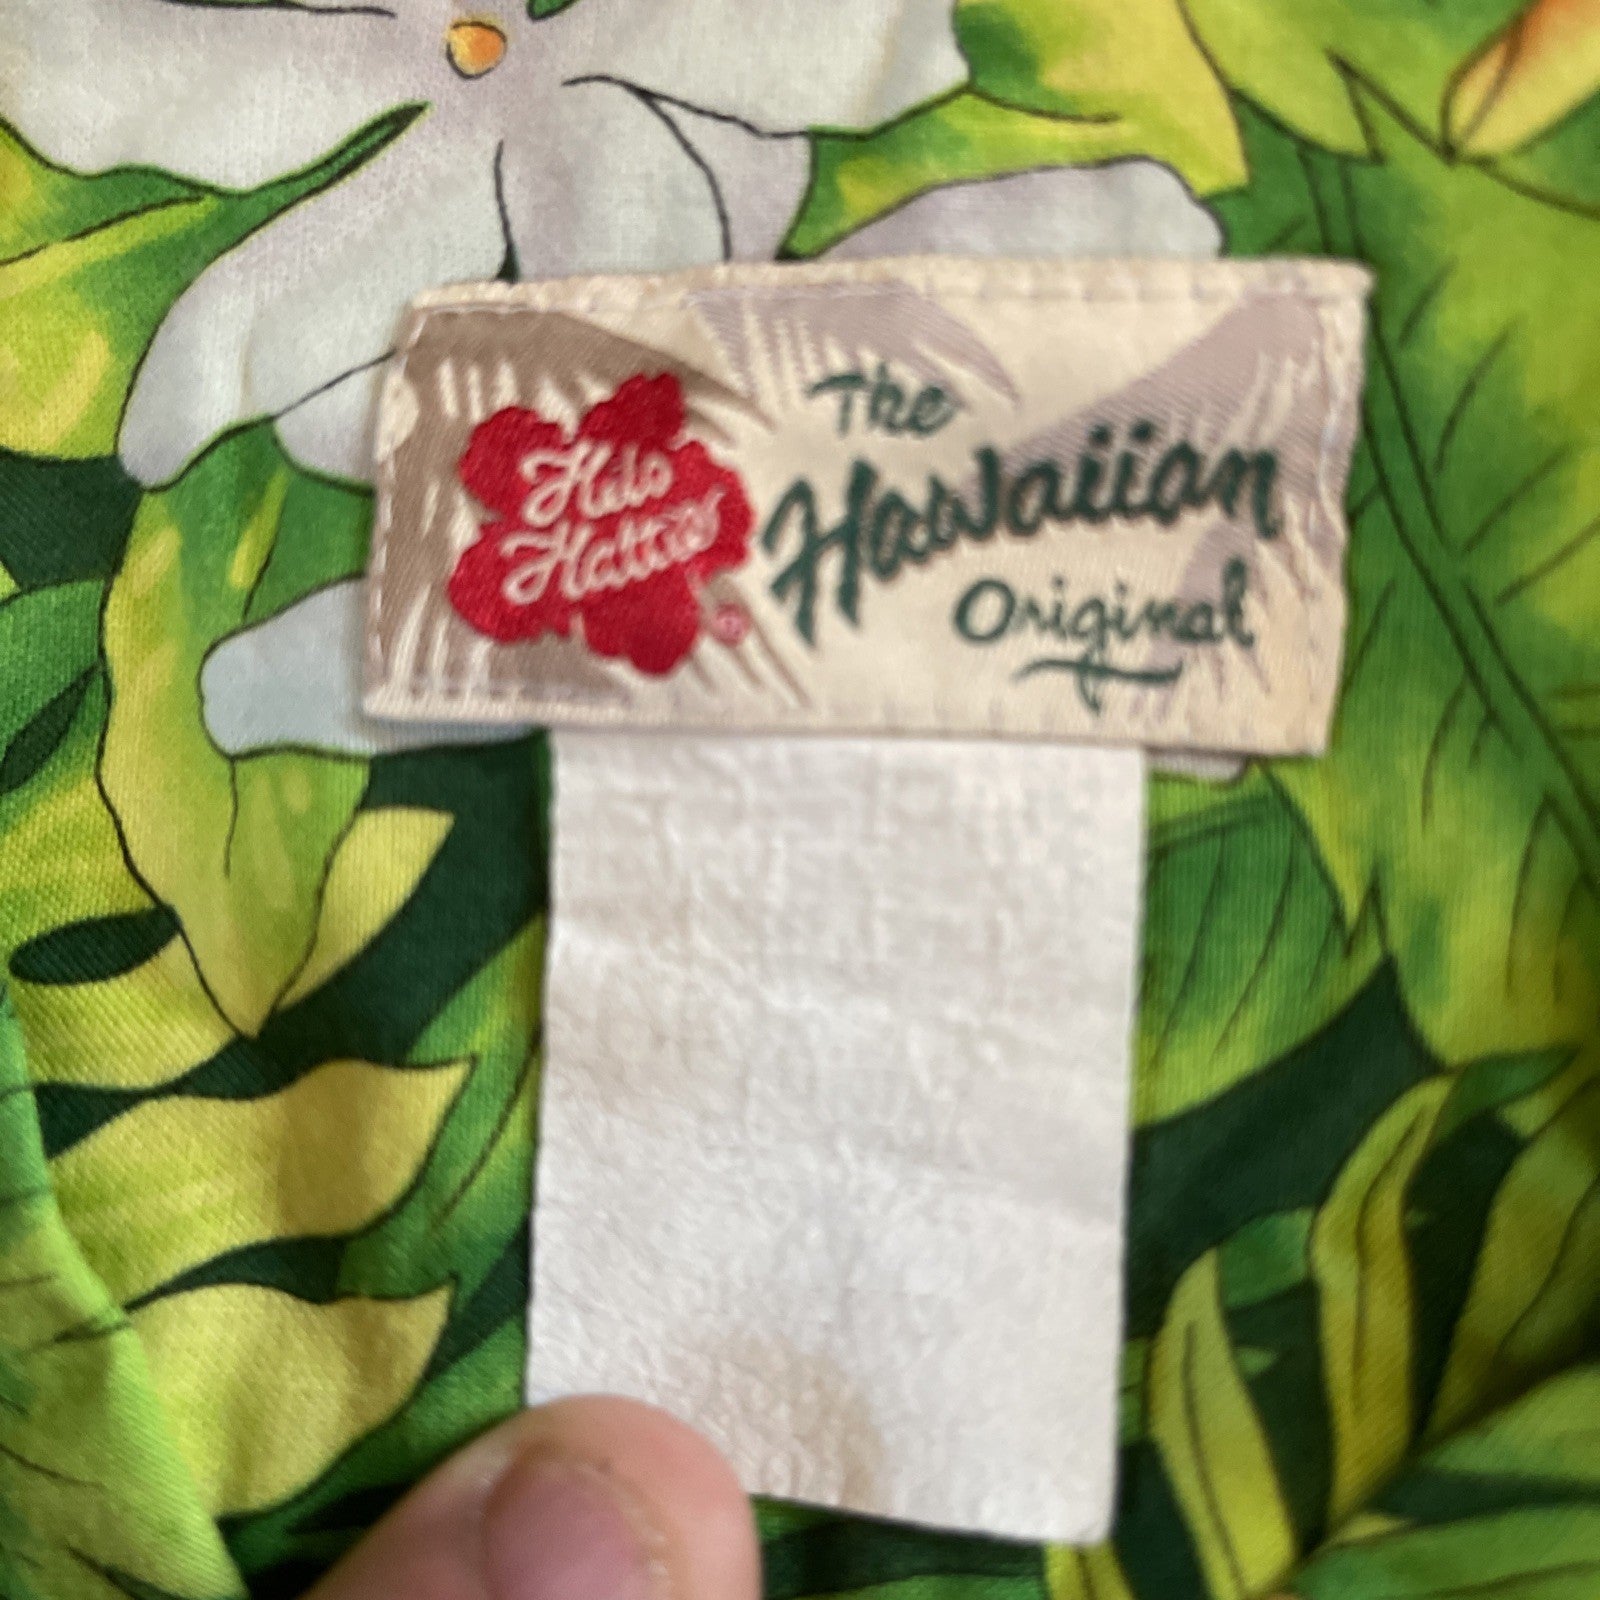 Hilo
Hattie
®
The
Hawaiian
Original